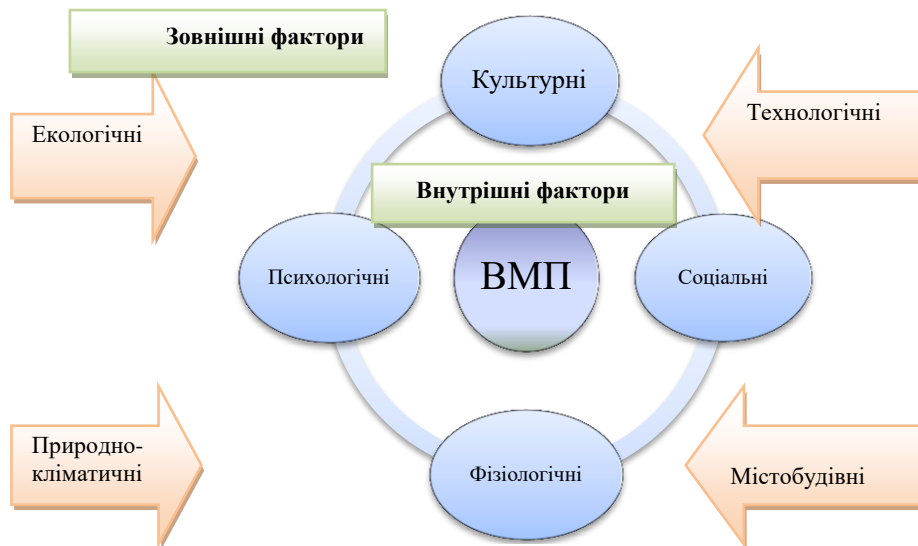 Зовнішні фактори
Культурні
Екологічні
Технологічні
Внутрішні фактори
Психологічні
ВМП
Соціальні
Природно-
кліматичні
Фізіологічні
Містобудівні